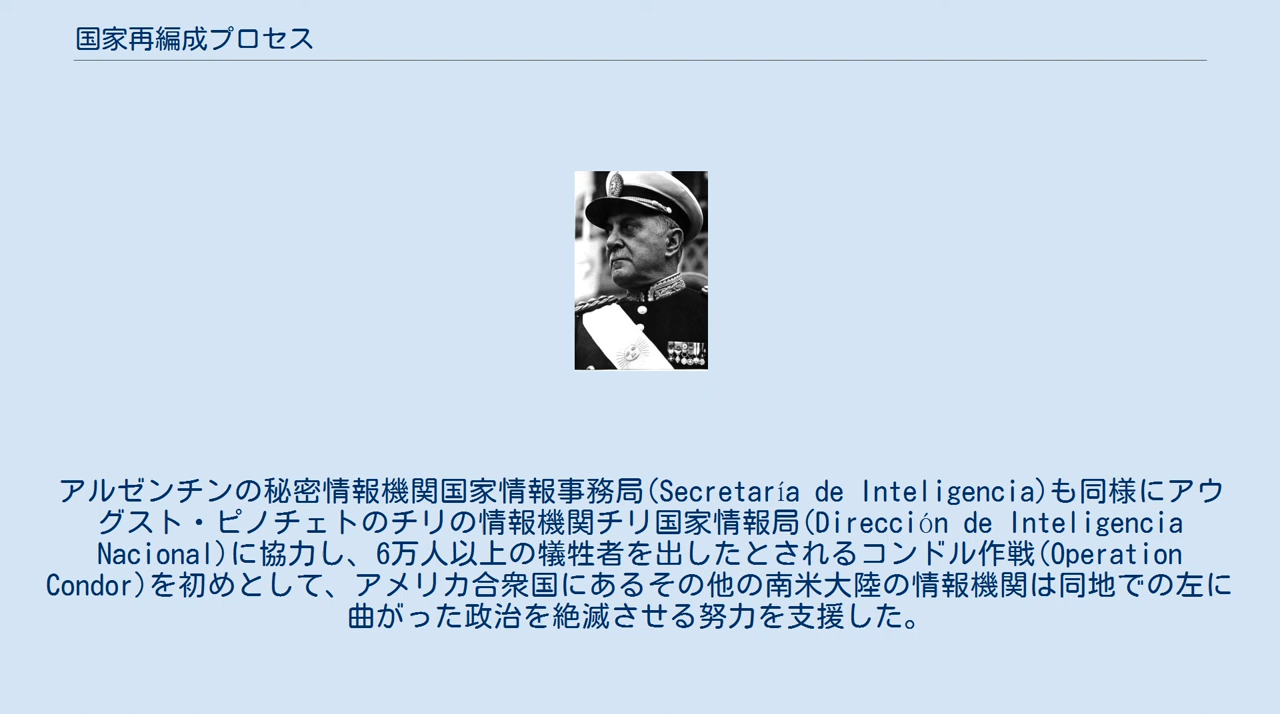 国家再編成プロセス
アルゼンチンの秘密情報機関国家情報事務局(Secretaría de Inteligencia)も同様にアウ
グスト・ピノチェトのチリの情報機関チリ国家情報局(Dirección de Inteligencia
Nacional)に協力し、6万人以上の犠牲者を出したとされるコンドル作戦(Operation
Condor)を初めとして、アメリカ合衆国にあるその他の南米大陸の情報機関は同地での左に
曲がった政治を絶滅させる努力を支援した。